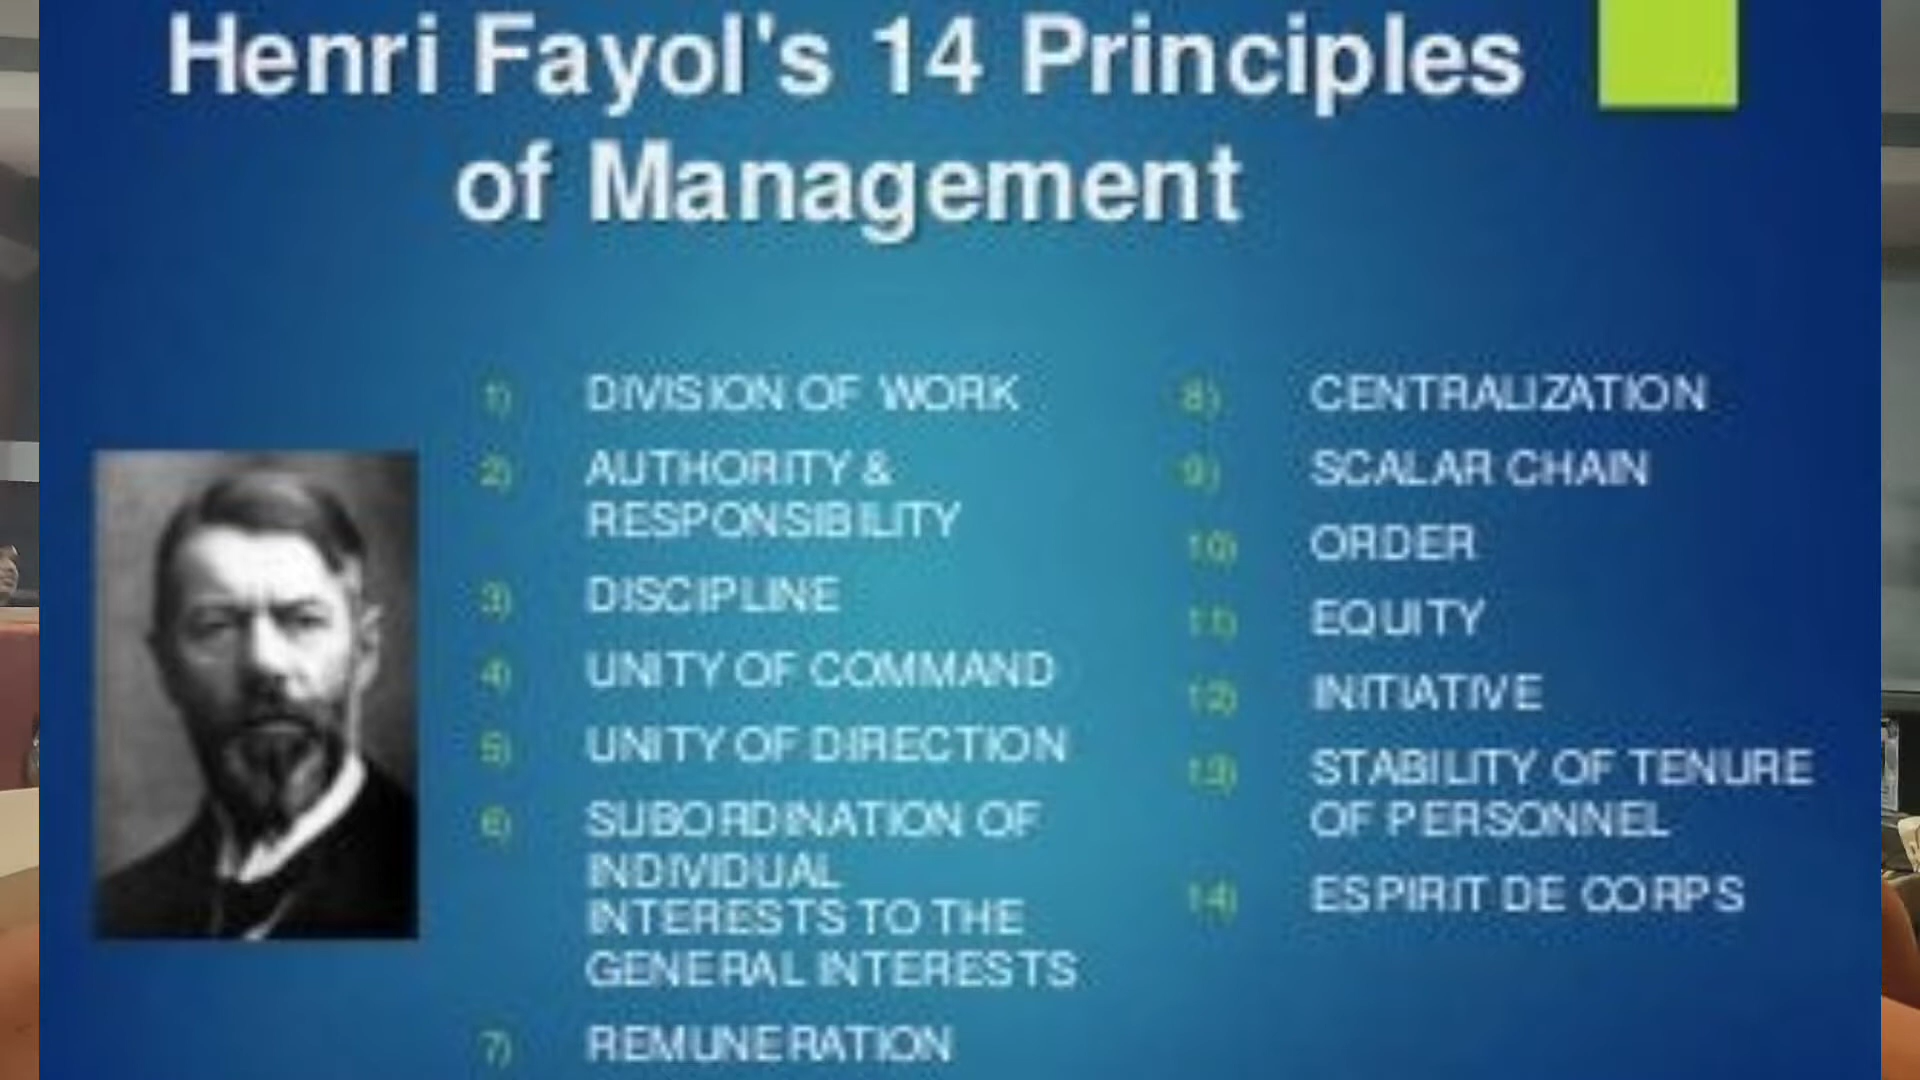 Henri Fayol's 14 Principles
of Management
1) DIVISION OF WORK
2) AUTHORITY &
RESPONSIBILITY
3) DISCIPLINE
4) UNITY OF COMMAND
5) UNITY OF DIRECTION
6) SUBORDINATION OF
INDIVIDUAL
INTERESTS TO THE
GENERAL INTERESTS
7) REMUNERATION
8) CENTRALIZATION
9) SCALAR CHAIN
10) ORDER
11) EQUITY
12) INITIATIVE
13) STABILITY OF TENURE
OF PERSONNEL
14) ESPIRIT DE CORPS